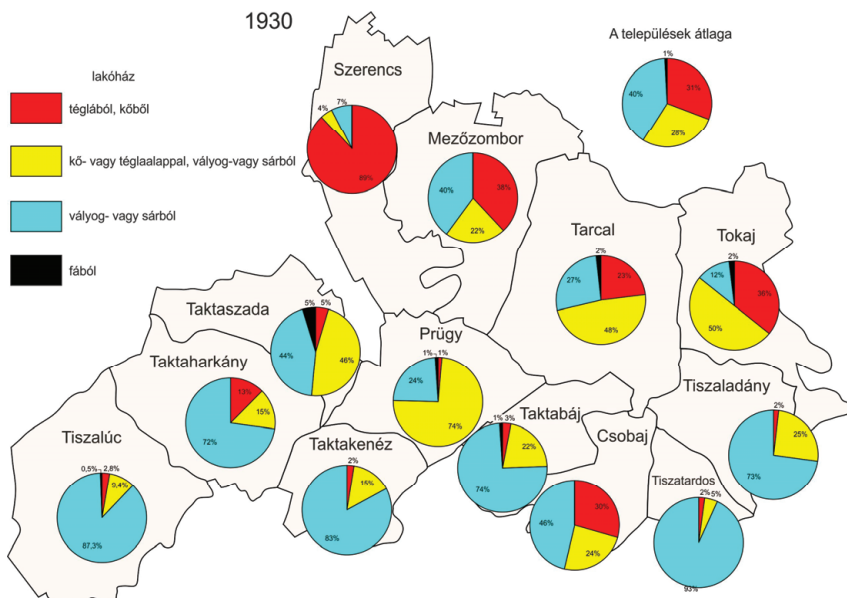 1930
lakóház
téglából, kőből
kő- vagy téglaalappal, vályog-vagy sárból
vályog- vagy sárból
fából
A települések átlaga
1%
31%
28%
40%
Szerencs
4%
7%
89%
Mezőzombor
40%
38%
22%
Tarcal
2%
27%
23%
48%
Tokaj
2%
12%
36%
50%
Taktaszada
5%
5%
44%
46%
Prügy
1%
1%
24%
74%
Taktaharkány
13%
15%
72%
Tiszaladány
2%
25%
73%
Taktabáj
1%
3%
22%
74%
Csobaj
30%
46%
24%
Tiszalúc
0,5%
2,8%
9,4%
87,3%
Taktakenéz
2%
15%
83%
Tiszatardos
2%
5%
93%